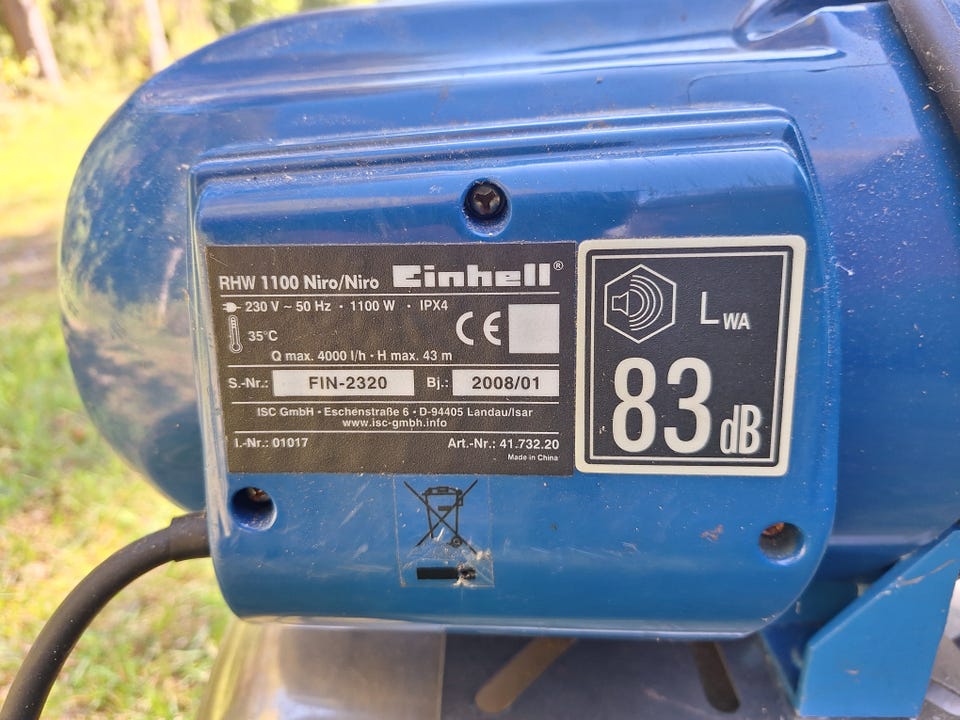 RHW 1100 Niro/Niro Einhell®
230 V ~ 50 Hz · 1100 W · IPX4
35°C
CE
Q max. 4000 l/h · H max. 43 m
S.-Nr.: FIN-2320 Bj.: 2008/01
ISC GmbH · Eschenstraße 6 · D-94405 Landau/Isar
www.isc-gmbh.info
I.-Nr.: 01017 Art.-Nr.: 41.732.20
Made in China
LWA
83 dB